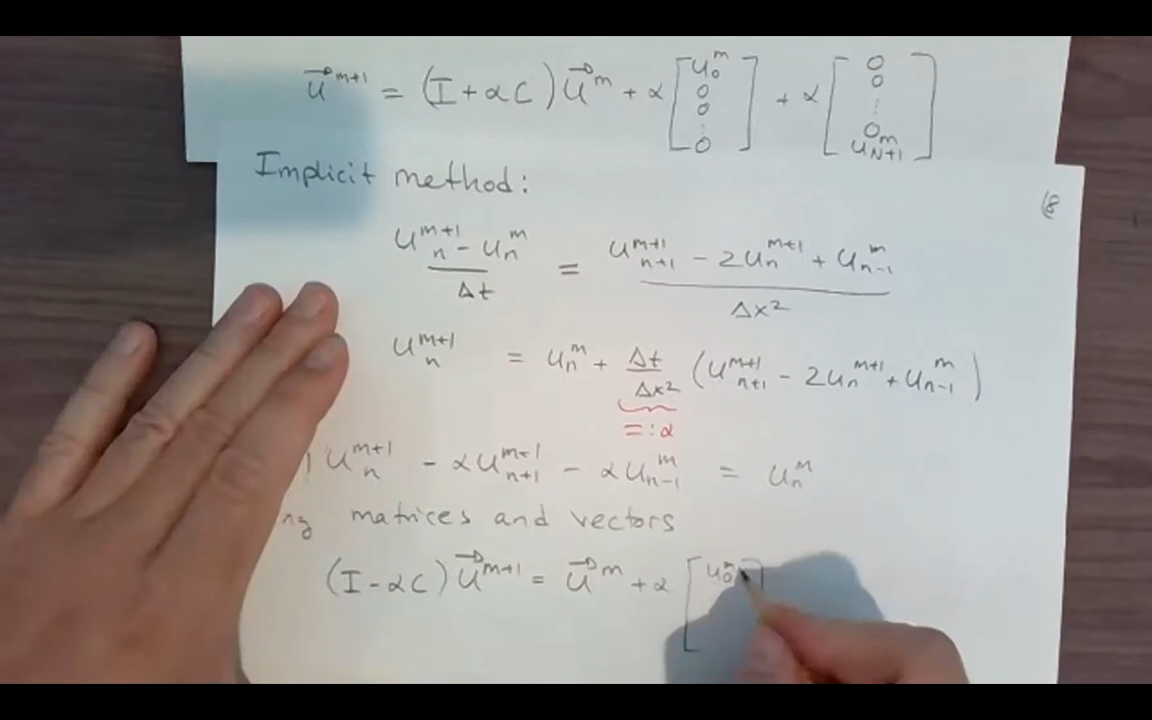 u⃗^{m+1} = (I + αC) u⃗^m + α [u_0^m 0 0 ⋮ 0] + α [0 0 ⋮ 0 u_{N+1}^m]
Implicit method:
(8
(u_n^{m+1} - u_n^m) / Δt = (u_{n+1}^{m+1} - 2u_n^{m+1} + u_{n-1}^m) / Δx²
u_n^{m+1} = u_n^m + Δt/Δx² (u_{n+1}^{m+1} - 2u_n^{m+1} + u_{n-1}^m)
=: α
u_n^{m+1} - αu_{n+1}^{m+1} - αu_{n-1}^m = u_n^m
ng matrices and vectors
(I - αC) u⃗^{m+1} = u⃗^m + α [u_0^m ]